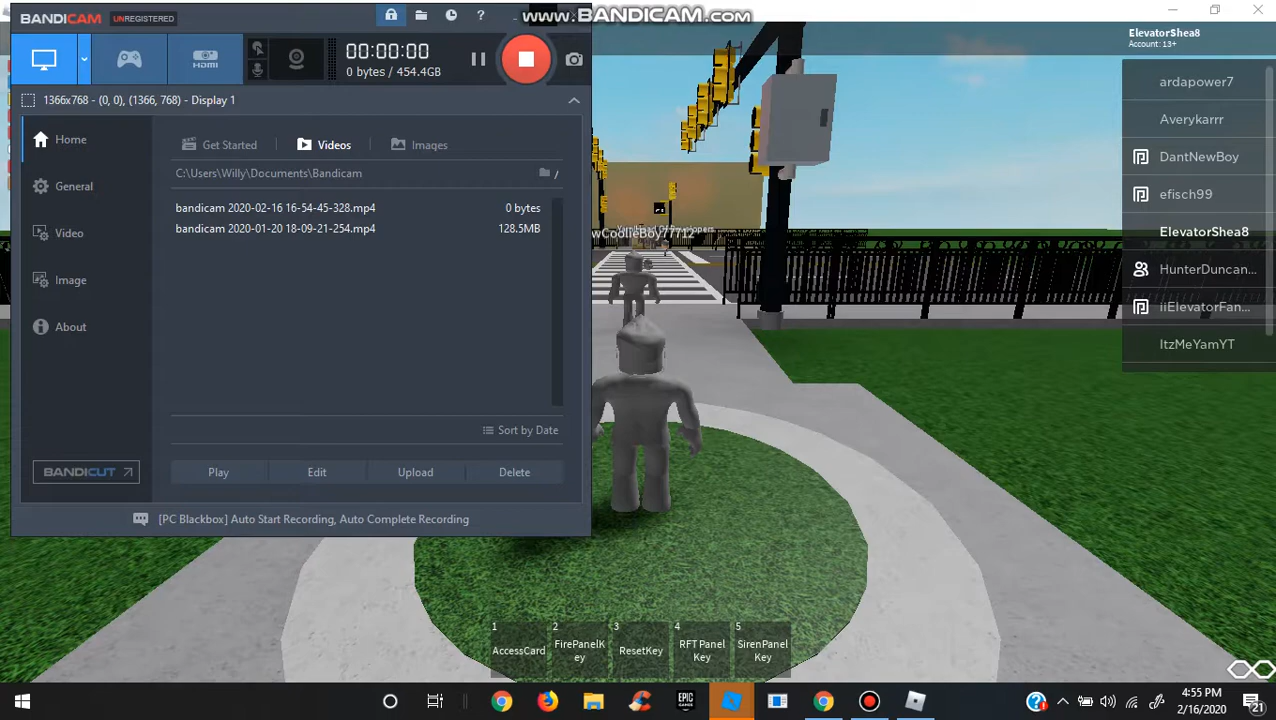 BANDICAM UNREGISTERED
www.BANDICAM.com
HDMI
00:00:00
0 bytes / 454.4GB
1366x768 - (0, 0), (1366, 768) - Display 1
Home
General
Video
Image
About
BANDICUT
Get Started
Videos
Images
C:\Users\Willy\Documents\Bandicam
/
bandicam 2020-02-16 16-54-45-328.mp4 0 bytes
bandicam 2020-01-20 18-09-21-254.mp4 128.5MB
Sort by Date
Play Edit Upload Delete
[PC Blackbox] Auto Start Recording, Auto Complete Recording
ElevatorShea8
Account: 13+
ardapower7
Averykarrr
DantNewBoy
efisch99
ElevatorShea8
HunterDuncan...
iiElevatorFan...
ItzMeYamYT
1 AccessCard
2 FirePanelK
ey
3 ResetKey
4 RFT Panel
Key
5 SirenPanel
Key
EPIC
GAMES
4:55 PM
2/16/2020
21